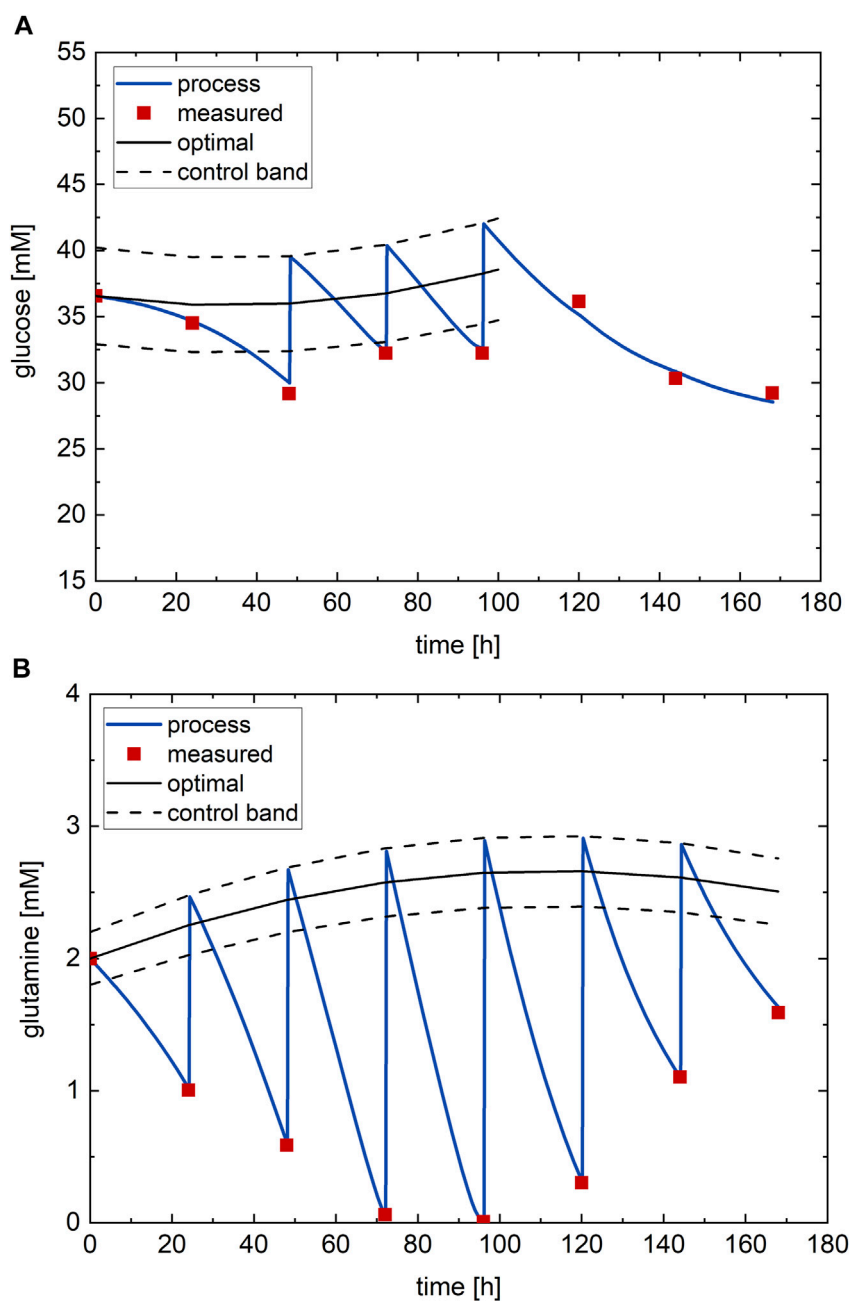 A
55
50
45
40
35
30
25
20
15
glucose [mM]
process
measured
optimal
control band
0 20 40 60 80 100 120 140 160 180
time [h]
B
4
3
2
1
0
glutamine [mM]
process
measured
optimal
control band
0 20 40 60 80 100 120 140 160 180
time [h]